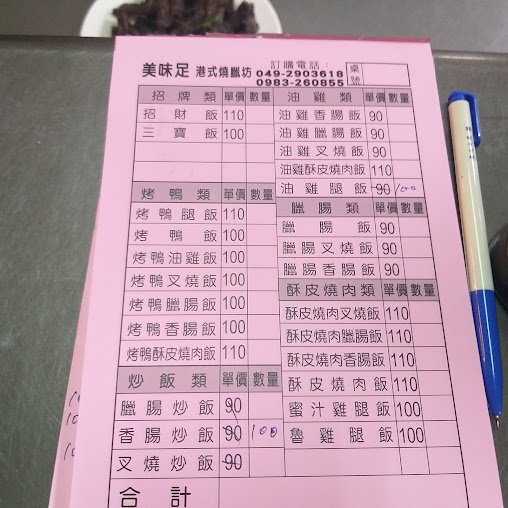 美味足 港式燒臘坊
訂購電話：
049-2903618
0983-260855
桌號
招牌類 單價 數量
招財飯 110
三寶飯 100
烤鴨類 單價 數量
烤鴨腿飯 110
烤鴨飯 100
烤鴨油雞飯 100
烤鴨叉燒飯 100
烤鴨臘腸飯 100
烤鴨香腸飯 100
烤鴨酥皮燒肉飯 110
炒飯類 單價 數量
臘腸炒飯 90
香腸炒飯 90 100
叉燒炒飯 90
合計
油雞類 單價 數量
油雞香腸飯 90
油雞臘腸飯 90
油雞叉燒飯 90
油雞酥皮燒肉飯 110
油雞腿飯 90 100
臘腸類 單價 數量
臘腸飯 90
臘腸叉燒飯 90
臘腸香腸飯 90
酥皮燒肉類 單價 數量
酥皮燒肉叉燒飯 110
酥皮燒肉臘腸飯 110
酥皮燒肉香腸飯 110
酥皮燒肉飯 110
蜜汁雞腿飯 100
魯雞腿飯 100